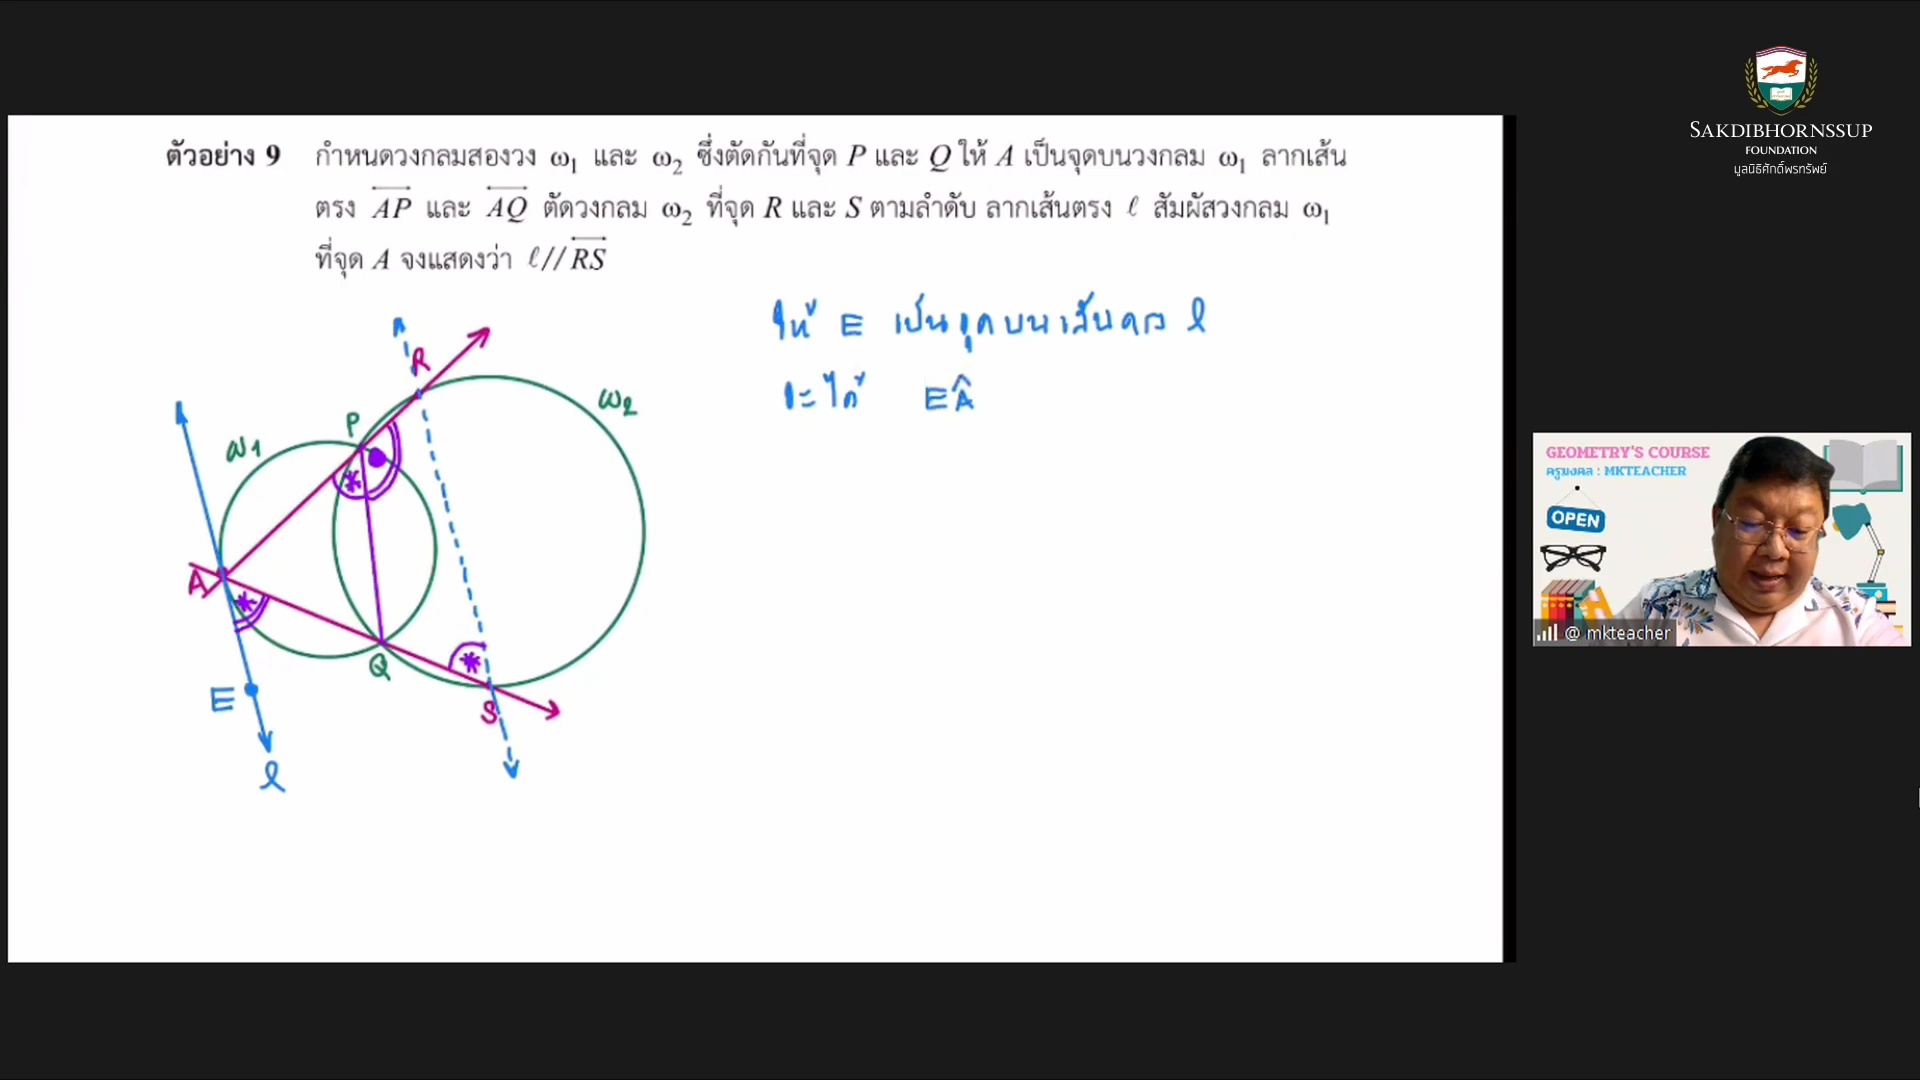 SAKDIBHORNSSUP
FOUNDATION
มูลนิธิศักดิ์พรทรัพย์
ตัวอย่าง 9 กำหนดวงกลมสองวง ω₁ และ ω₂ ซึ่งตัดกันที่จุด P และ Q ให้ A เป็นจุดบนวงกลม ω₁ ลากเส้น
ตรง AP และ AQ ตัดวงกลม ω₂ ที่จุด R และ S ตามลำดับ ลากเส้นตรง ℓ สัมผัสวงกลม ω₁
ที่จุด A จงแสดงว่า ℓ // RS
ให้ E เป็นจุดบนเส้นตรง ℓ
จะได้ EÂ
R
P
ω₂
ω₁
A
Q
E
S
ℓ
GEOMETRY'S COURSE
ครูมงคล : MKTEACHER
OPEN
@ mkteacher